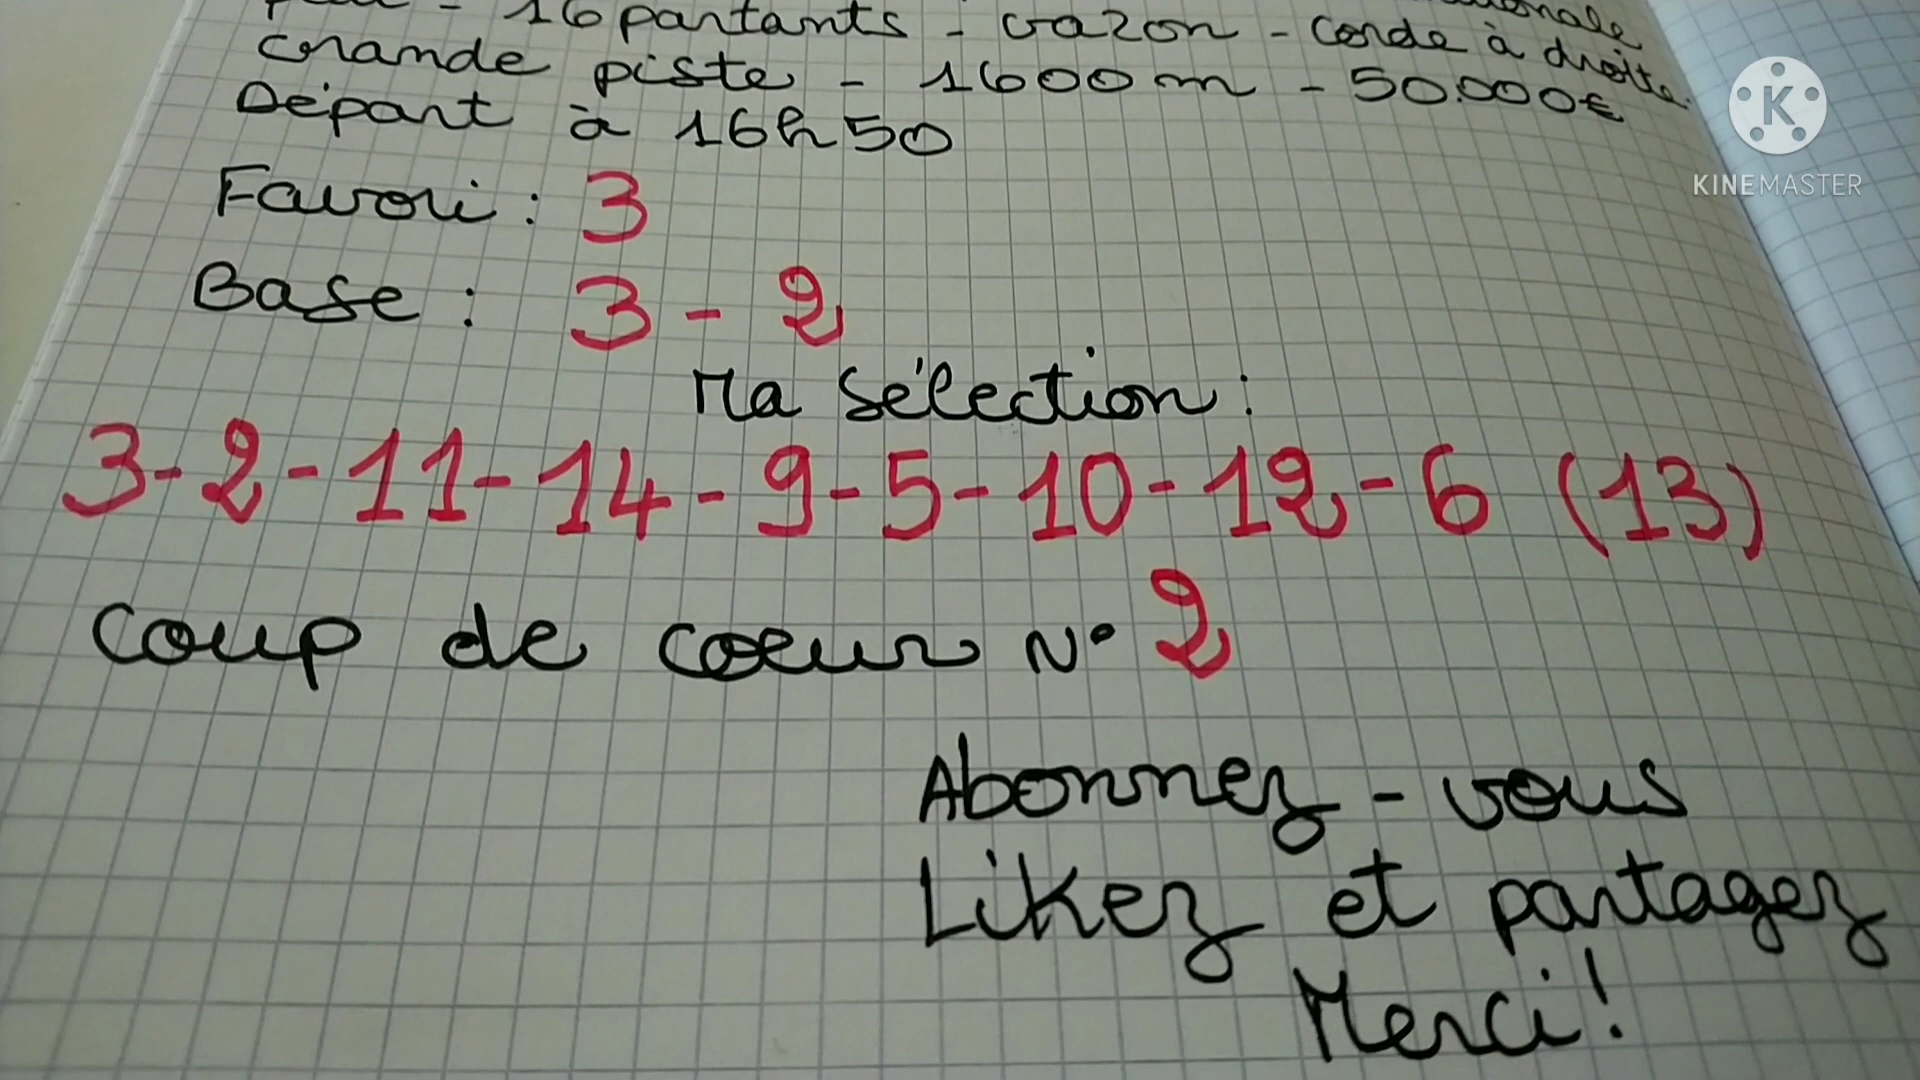 - 16 partants - Gazon - Corde à droite
Grande piste - 1600m - 50.000€
Départ à 16h50
Favori : 3
Base : 3 - 2
Ma Sélection :
3-2-11-14-9-5-10-12-6 (13)
Coup de coeur N° 2
Abonnez-vous
Likez et partagez
Merci !
K
KINEMASTER